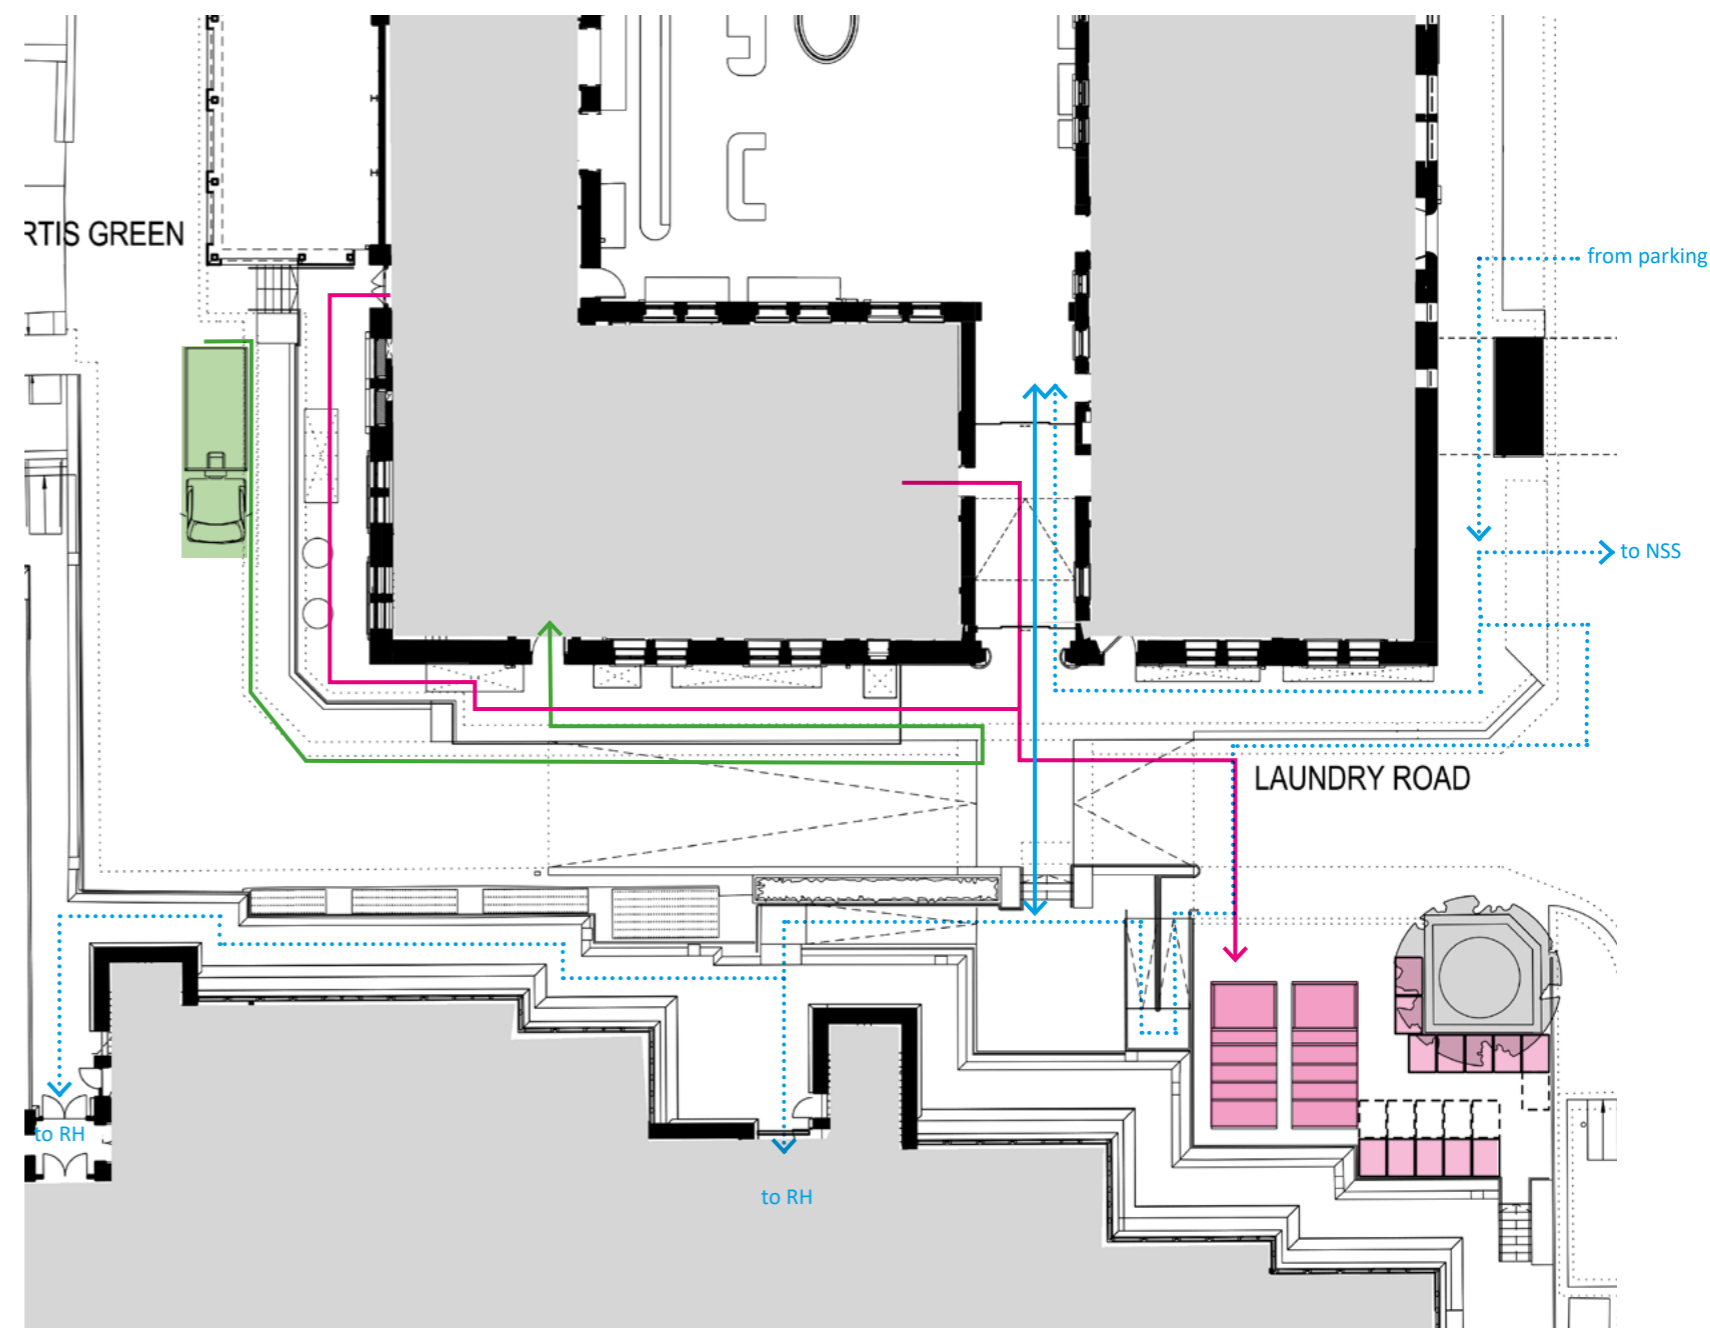 RTIS GREEN
from parking
to NSS
LAUNDRY ROAD
to RH
to RH